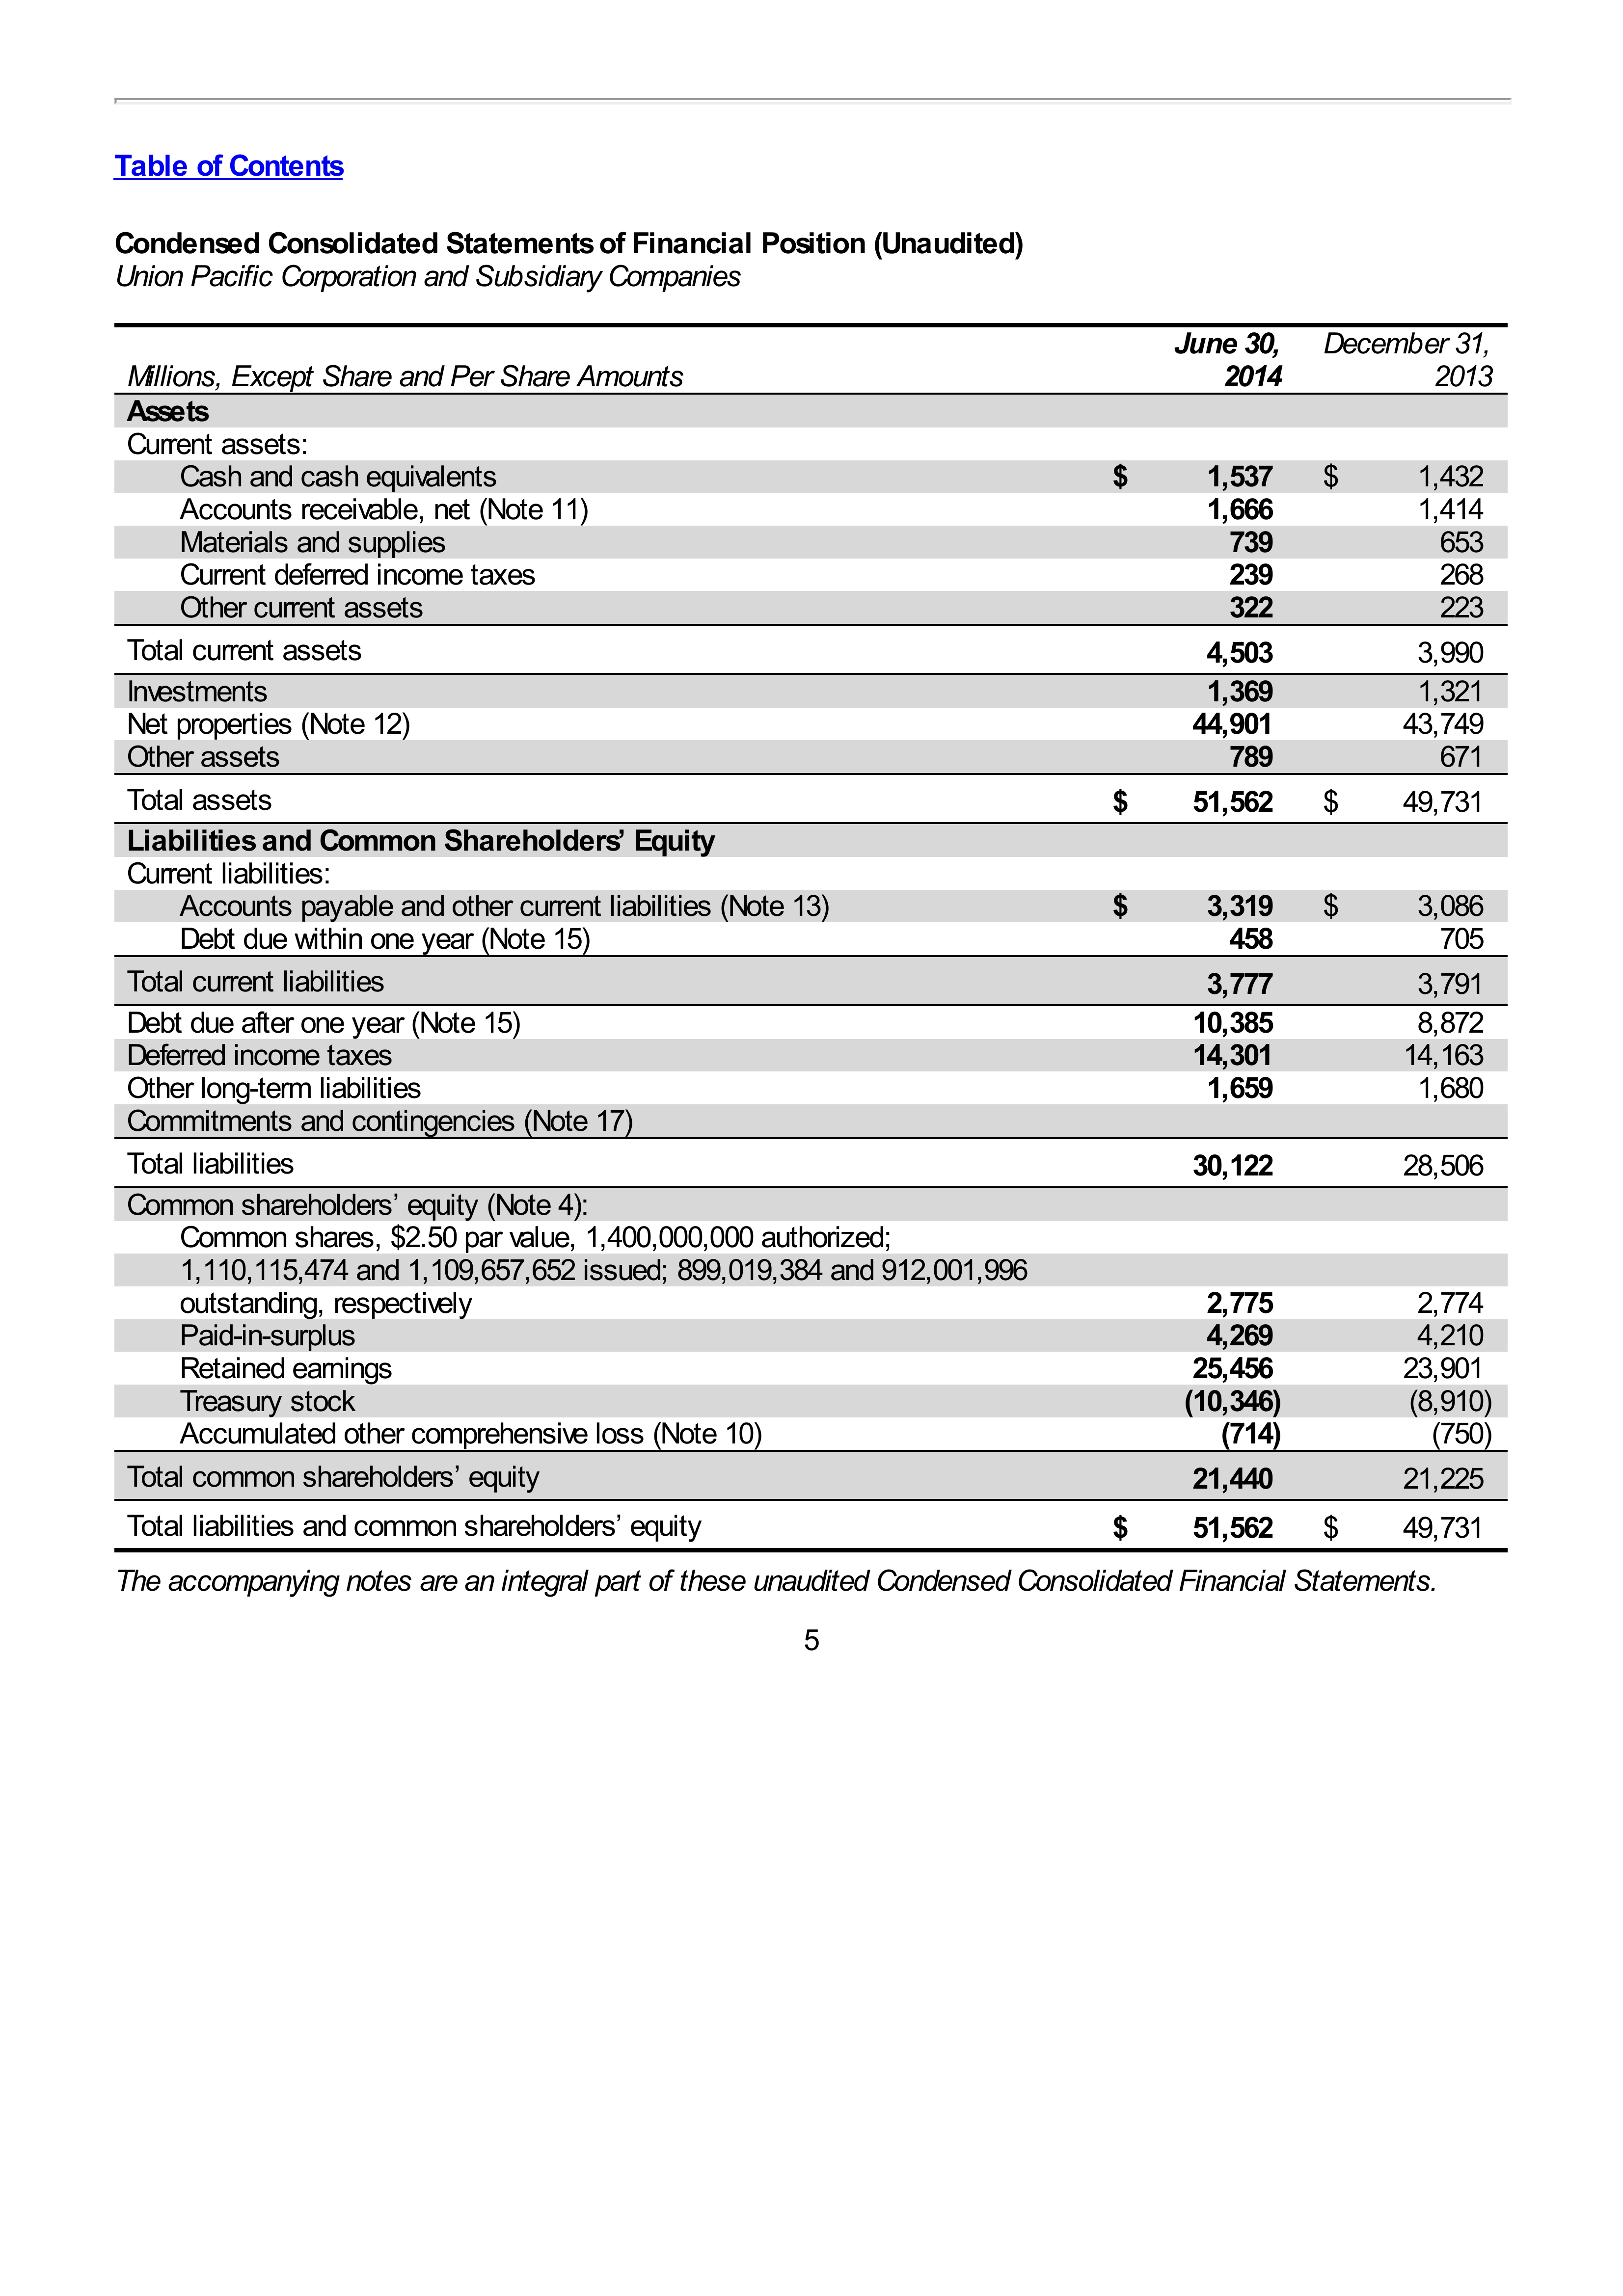 Table of Contents
Condensed Consolidated Statements of Financial Position (Unaudited)
Union Pacific Corporation and Subsidiary Companies
June 30, December 31,
Millions, Except Share and Per Share Amounts 2014 2013
Assets
Current assets:
Cash and cash equivalents $ 1,537 $ 1,432
Accounts receivable, net (Note 11) 1,666 1,414
Materials and supplies 739 653
Current deferred income taxes 239 268
Other current assets 322 223
Total current assets 4,503 3,990
Investments 1,369 1,321
Net properties (Note 12) 44,901 43,749
Other assets 789 671
Total assets $ 51,562 $ 49,731
Liabilities and Common Shareholders’ Equity
Current liabilities:
Accounts payable and other current liabilities (Note 13) $ 3,319 $ 3,086
Debt due within one year (Note 15) 458 705
Total current liabilities 3,777 3,791
Debt due after one year (Note 15) 10,385 8,872
Deferred income taxes 14,301 14,163
Other long-term liabilities 1,659 1,680
Commitments and contingencies (Note 17)
Total liabilities 30,122 28,506
Common shareholders’ equity (Note 4):
Common shares, $2.50 par value, 1,400,000,000 authorized;
1,110,115,474 and 1,109,657,652 issued; 899,019,384 and 912,001,996
outstanding, respectively 2,775 2,774
Paid-in-surplus 4,269 4,210
Retained earnings 25,456 23,901
Treasury stock (10,346) (8,910)
Accumulated other comprehensive loss (Note 10) (714) (750)
Total common shareholders’ equity 21,440 21,225
Total liabilities and common shareholders’ equity $ 51,562 $ 49,731
The accompanying notes are an integral part of these unaudited Condensed Consolidated Financial Statements.
5